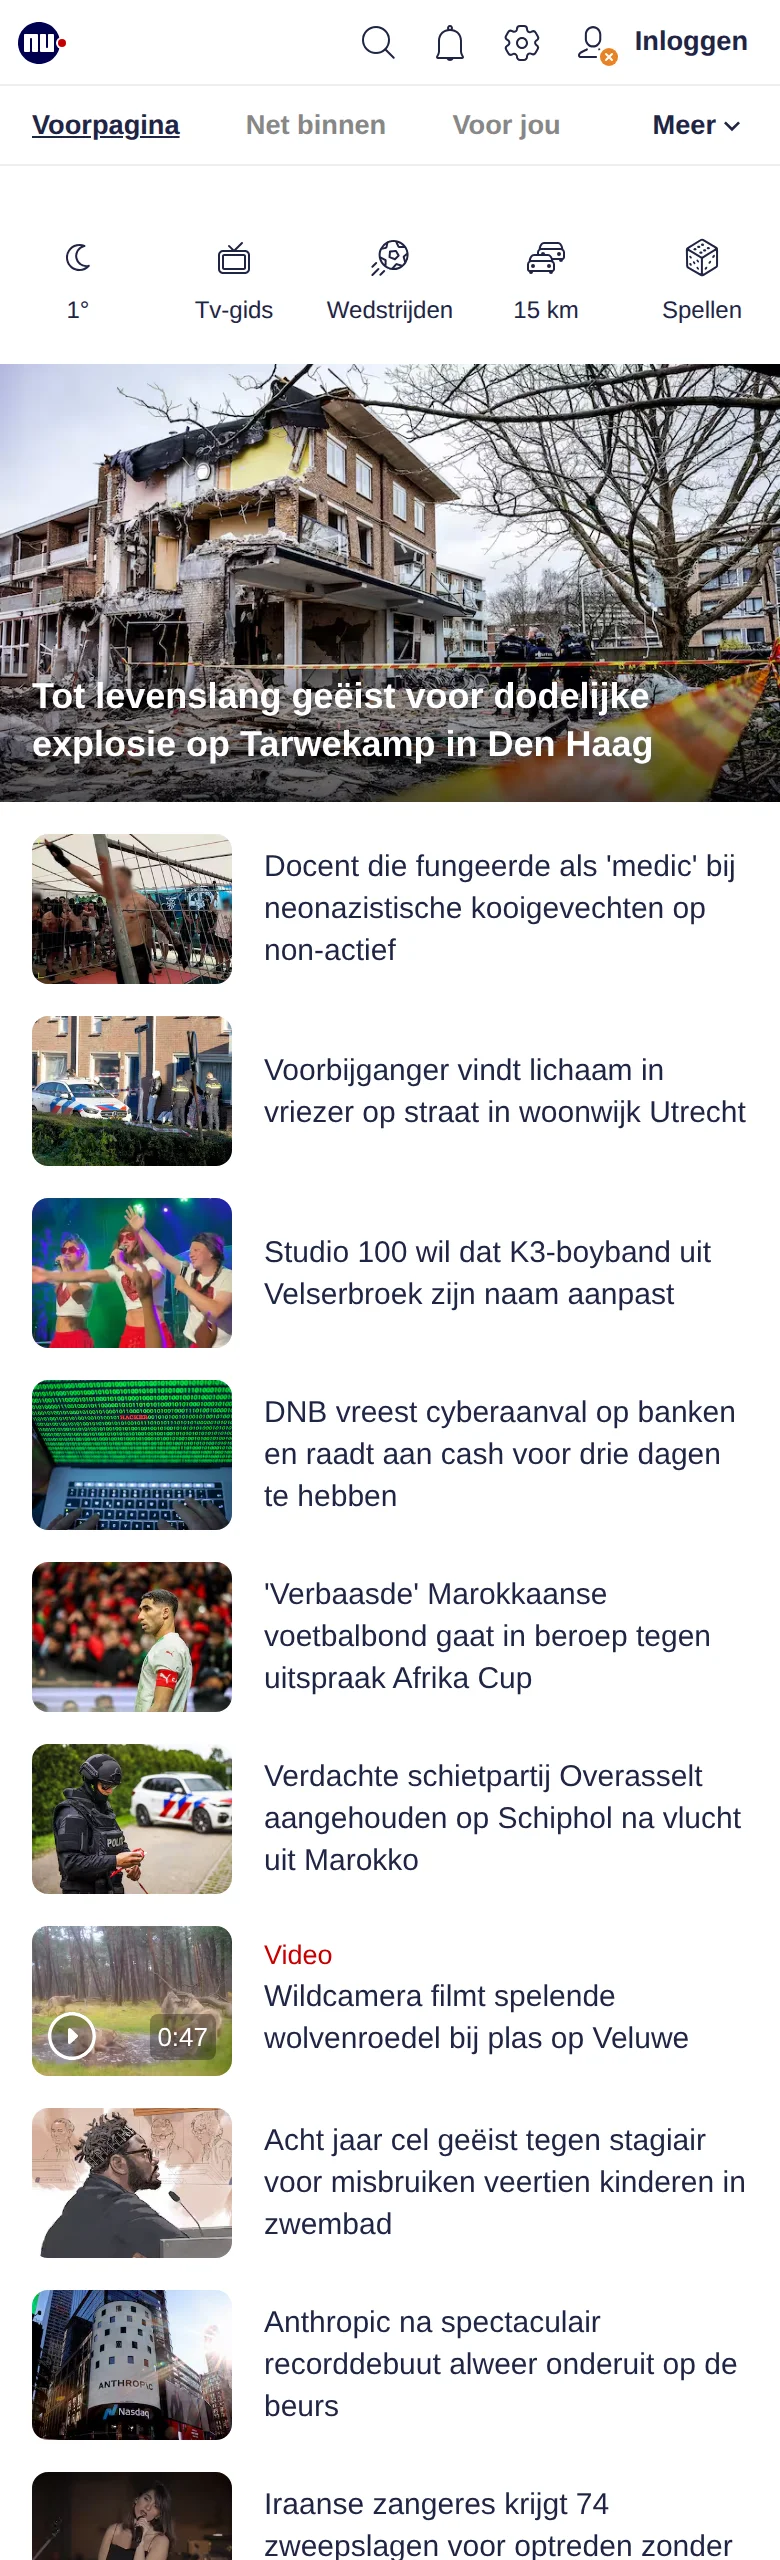 nu
Inloggen
Voorpagina
Net binnen
Voor jou
Meer
1°
Tv-gids
Wedstrijden
15 km
Spellen
POLITIE
Tot levenslang geëist voor dodelijke
explosie op Tarwekamp in Den Haag
Docent die fungeerde als 'medic' bij
neonazistische kooigevechten op
non-actief
Voorbijganger vindt lichaam in
vriezer op straat in woonwijk Utrecht
Studio 100 wil dat K3-boyband uit
Velserbroek zijn naam aanpast
HACKED
DNB vreest cyberaanval op banken
en raadt aan cash voor drie dagen
te hebben
'Verbaasde' Marokkaanse
voetbalbond gaat in beroep tegen
uitspraak Afrika Cup
POLIT
Verdachte schietpartij Overasselt
aangehouden op Schiphol na vlucht
uit Marokko
0:47
Video
Wildcamera filmt spelende
wolvenroedel bij plas op Veluwe
Acht jaar cel geëist tegen stagiair
voor misbruiken veertien kinderen in
zwembad
ANTHROPIC
Nasdaq
Anthropic na spectaculair
recorddebuut alweer onderuit op de
beurs
Iraanse zangeres krijgt 74
zweepslagen voor optreden zonder